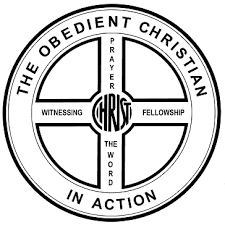 THE OBEDIENT CHRISTIAN
PRAYER
WITNESSING
CHRIST
FELLOWSHIP
THE WORD
IN ACTION